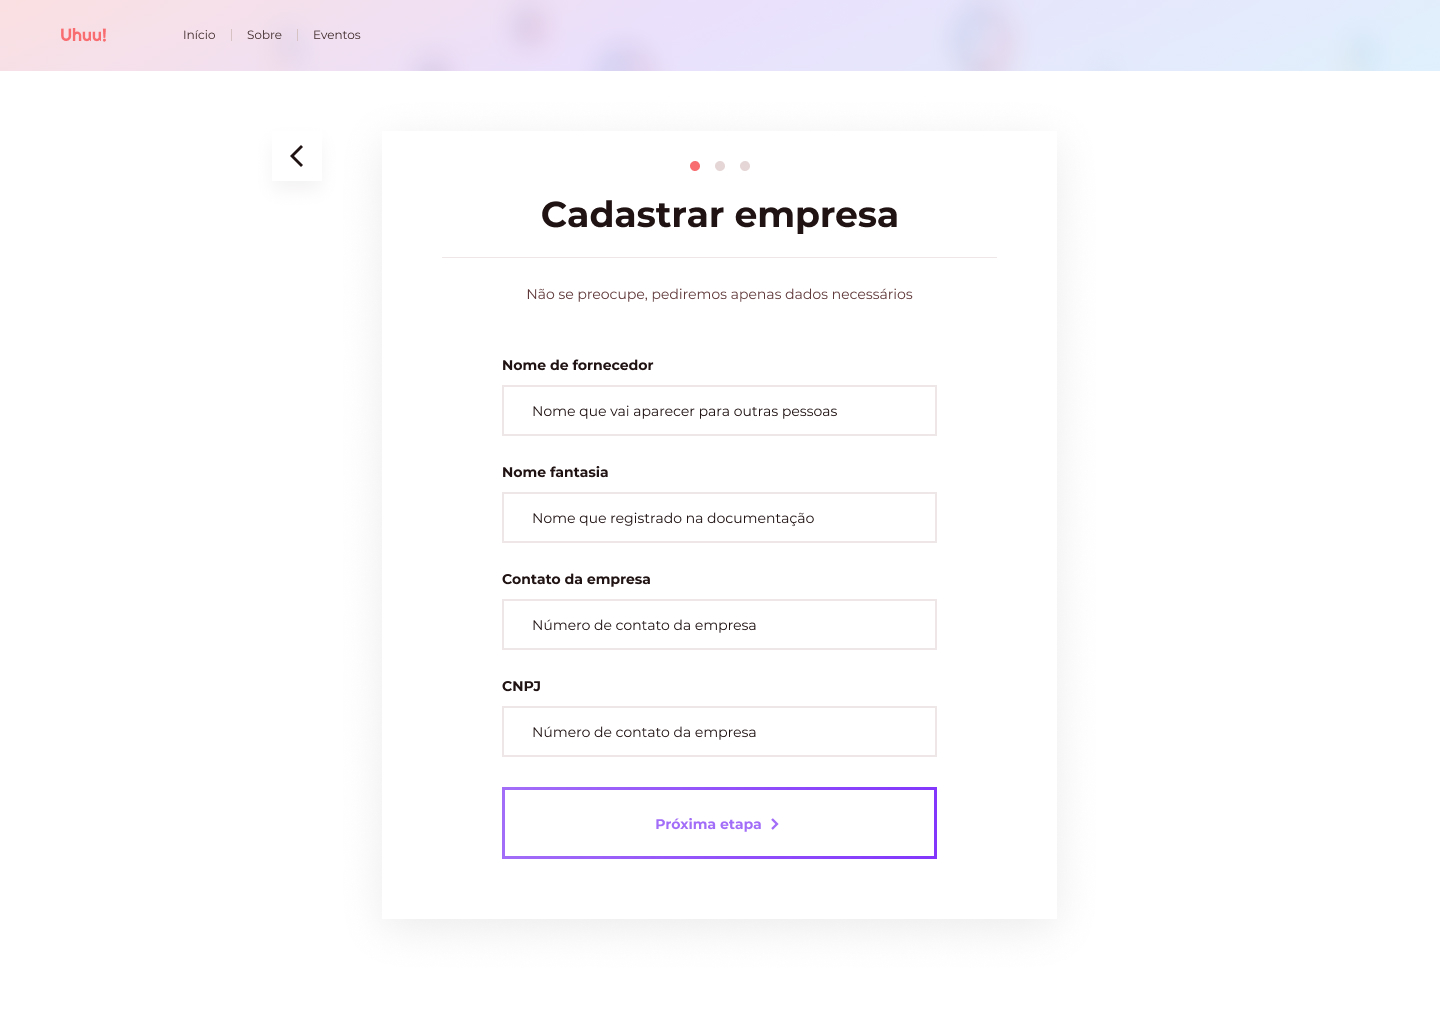 Uhuu!
Início
Sobre
Eventos
Cadastrar empresa
Não se preocupe, pediremos apenas dados necessários
Nome de fornecedor
Nome que vai aparecer para outras pessoas
Nome fantasia
Nome que registrado na documentação
Contato da empresa
Número de contato da empresa
CNPJ
Número de contato da empresa
Próxima etapa